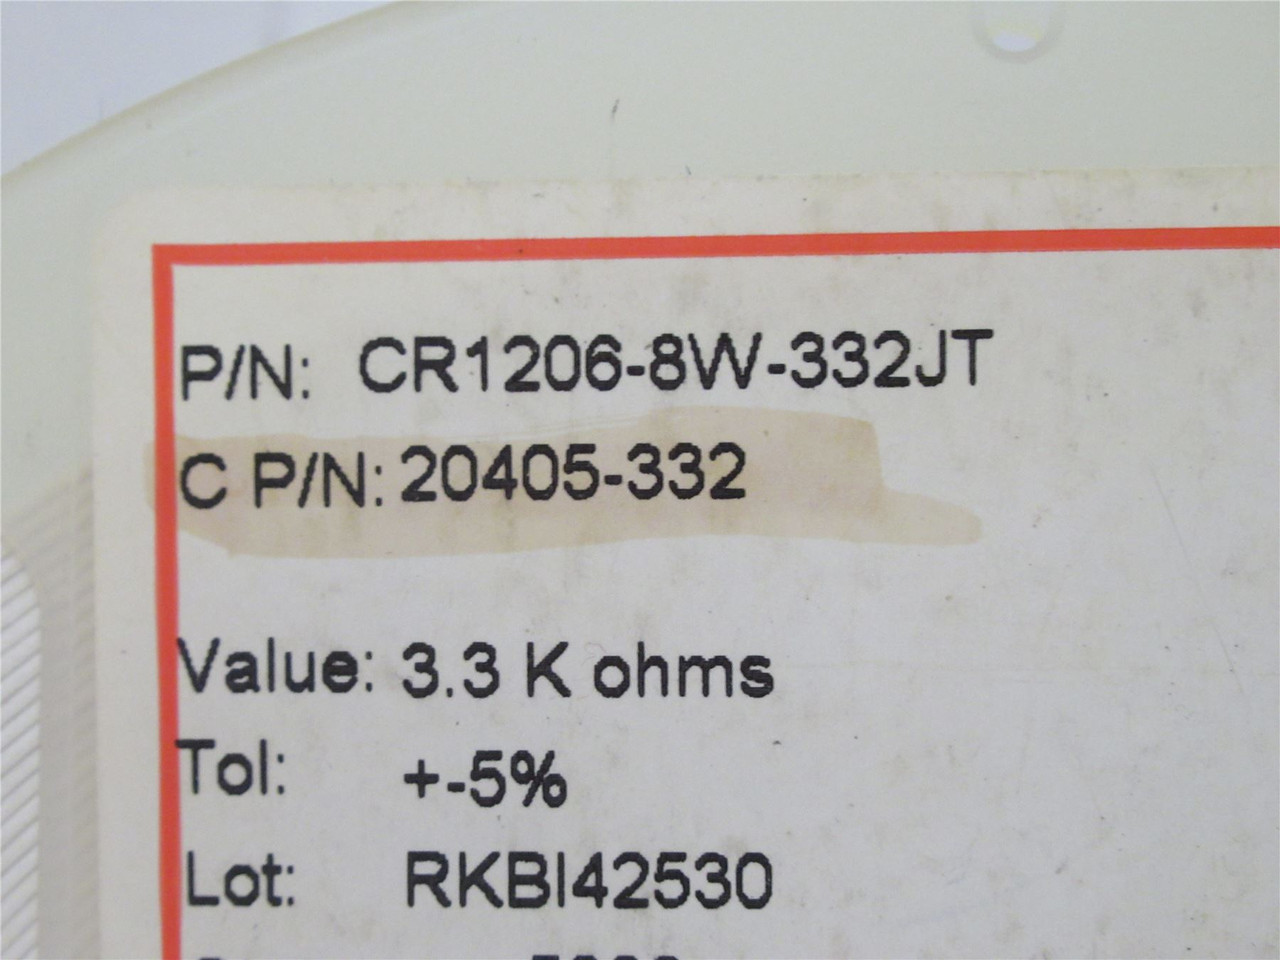 P/N: CR1206-8W-332JT
C P/N: 20405-332
Value: 3.3 K ohms
Tol: +-5%
Lot: RKBI42530